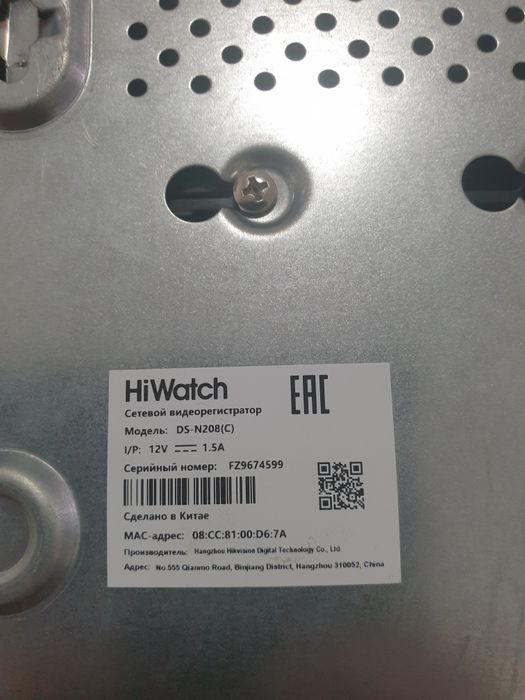 HiWatch
EAC
Сетевой видеорегистратор
Модель: DS-N208(C)
I/P: 12V 1.5A
Серийный номер: FZ9674599
Сделано в Китае
MAC-адрес: 08:CC:81:00:D6:7A
Производитель: Hangzhou Hikvision Digital Technology Co., Ltd.
Адрес: No.555 Qianmo Road, Binjiang District, Hangzhou 310052, China